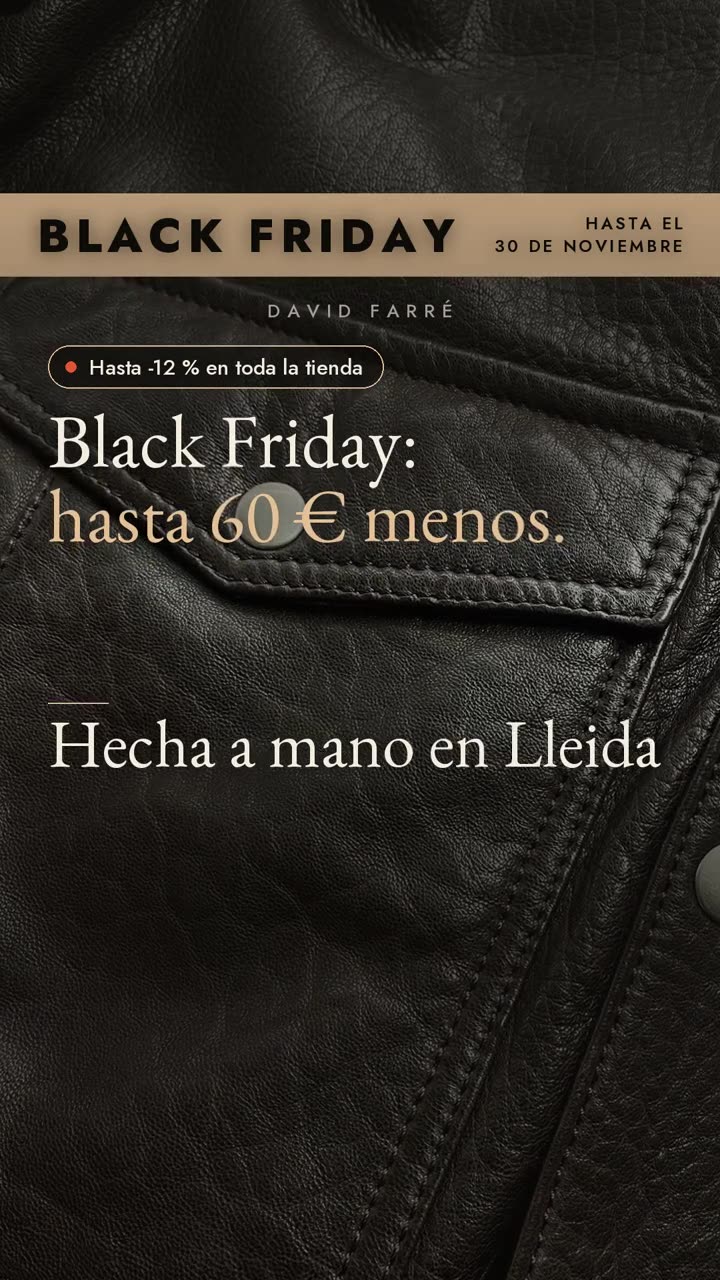 BLACK FRIDAY
HASTA EL
30 DE NOVIEMBRE
DAVID FARRÉ
Hasta -12 % en toda la tienda
Black Friday:
hasta 60 € menos.
Hecha a mano en Lleida